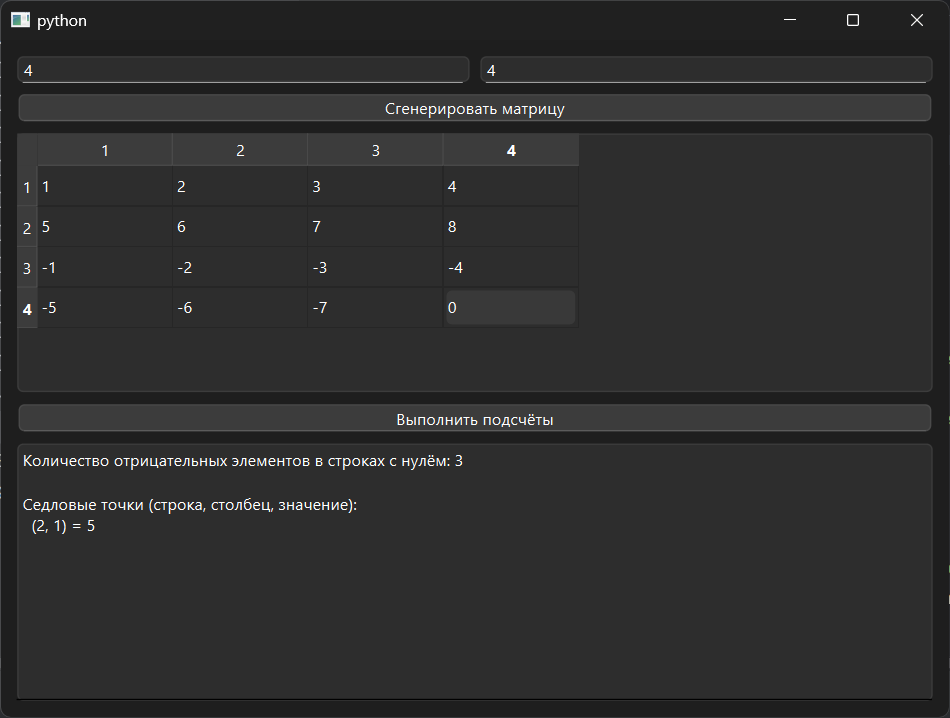 python
4 4
Сгенерировать матрицу
1 2 3 4
1 1 2 3 4
2 5 6 7 8
3 -1 -2 -3 -4
4 -5 -6 -7 0
Выполнить подсчёты
Количество отрицательных элементов в строках с нулём: 3
Седловые точки (строка, столбец, значение):
(2, 1) = 5